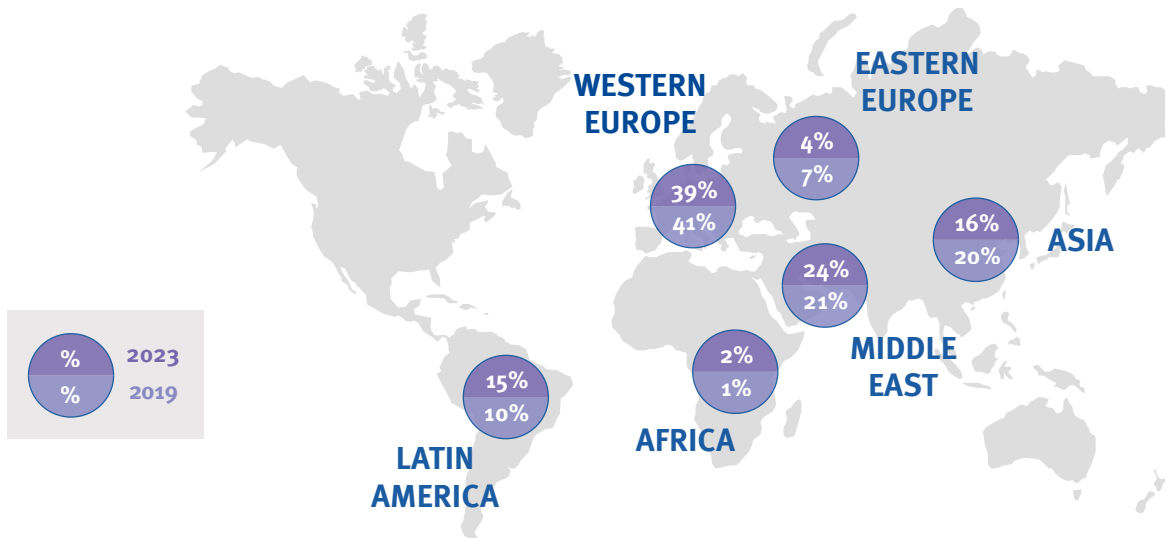 WESTERN
EUROPE
39%
41%
EASTERN
EUROPE
4%
7%
16%
20%
ASIA
24%
21%
MIDDLE
EAST
2%
1%
AFRICA
15%
10%
LATIN
AMERICA
% 2023
% 2019